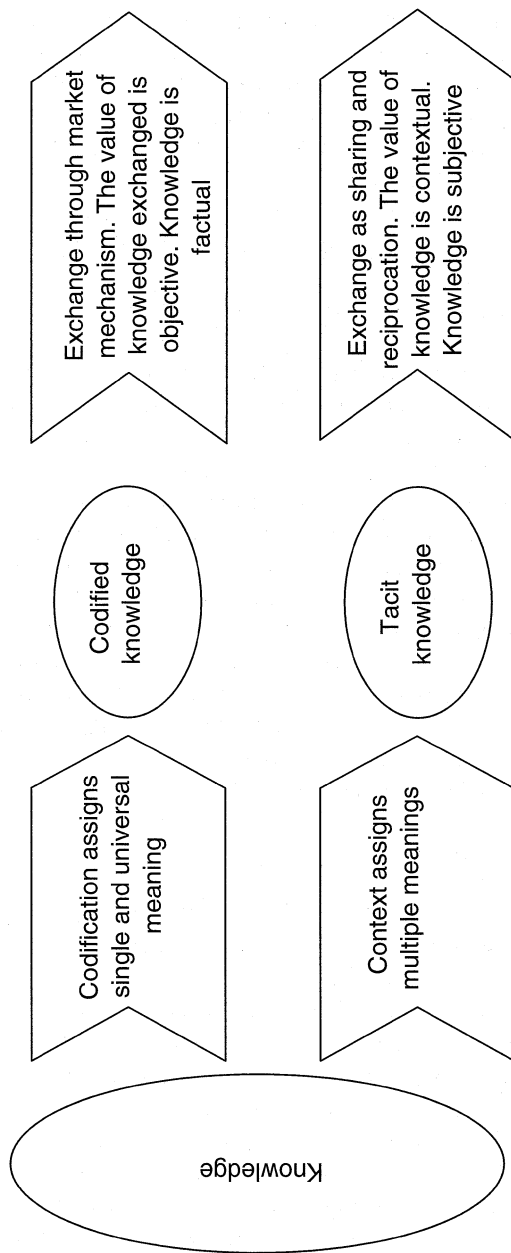 Knowledge
Codification assigns
single and universal
meaning
Codified
knowledge
Exchange through market
mechanism. The value of
knowledge exchanged is
objective. Knowledge is
factual
Context assigns
multiple meanings
Tacit
knowledge
Exchange as sharing and
reciprocation. The value of
knowledge is contextual.
Knowledge is subjective